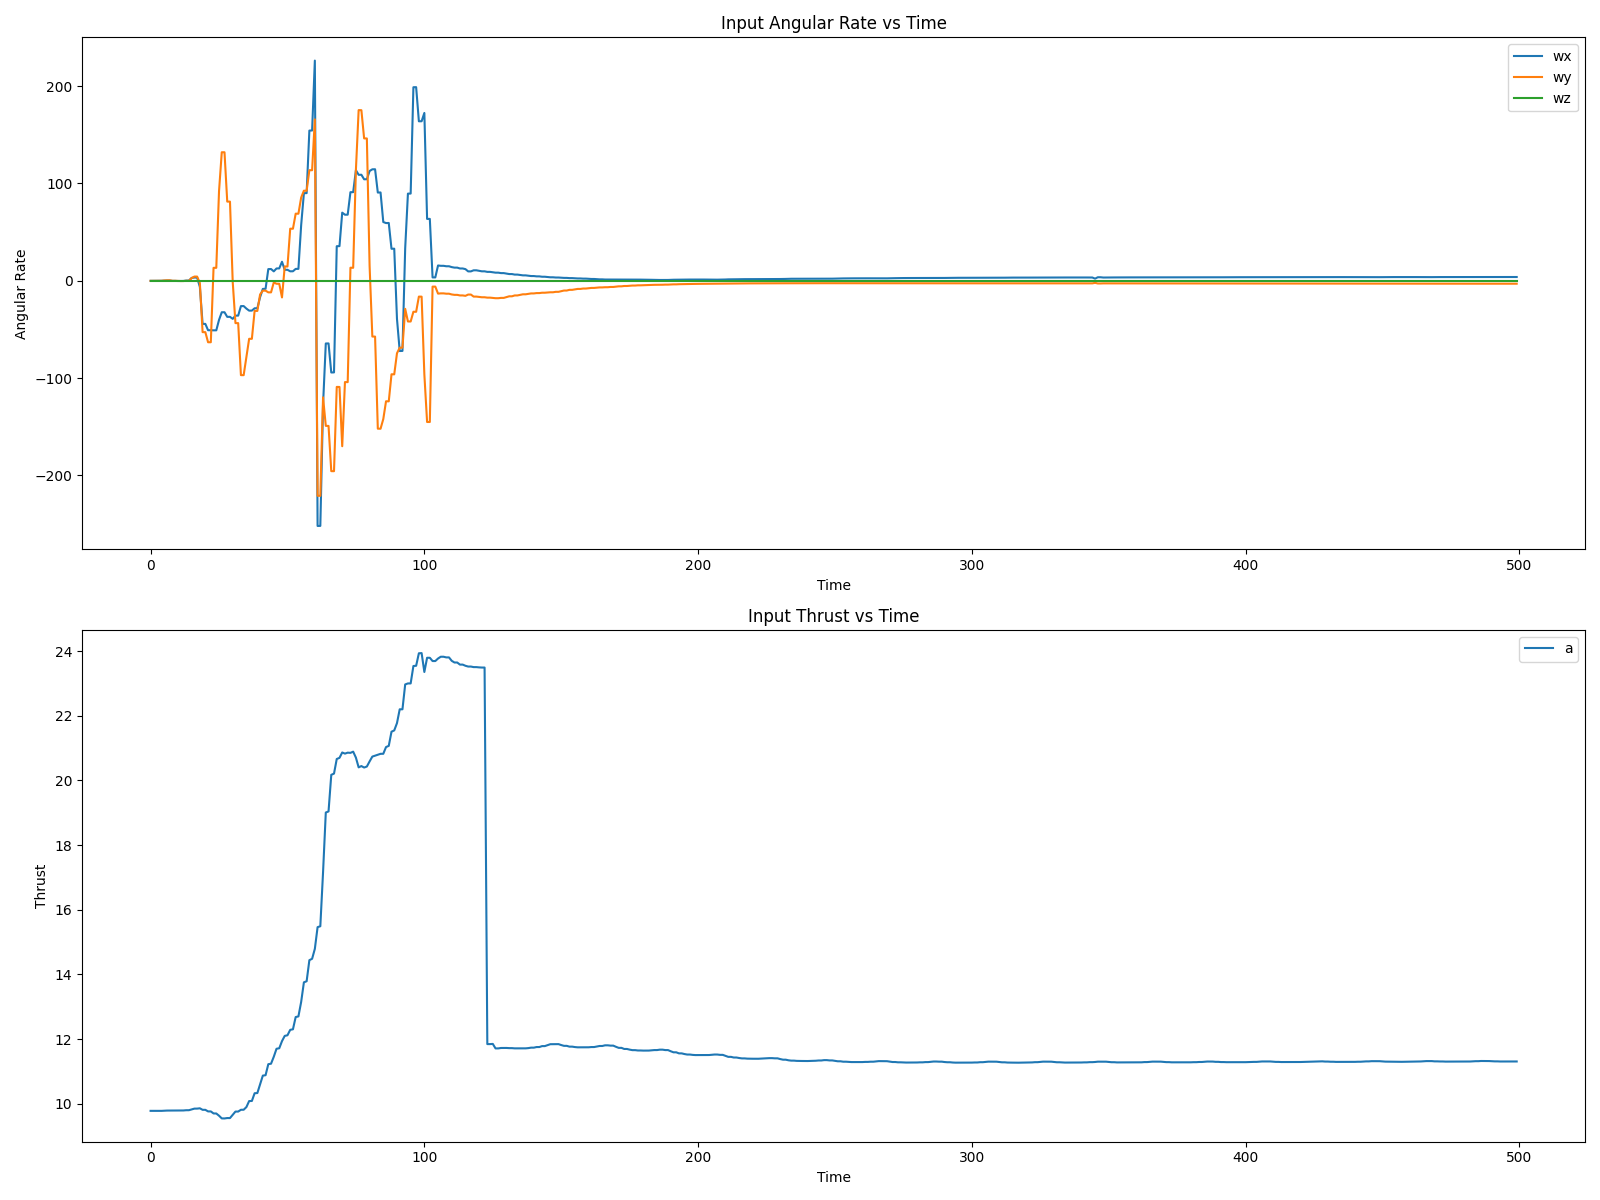 Input Angular Rate vs Time
Angular Rate
200
100
0
−100
−200
wx
wy
wz
0 100 200 300 400 500
Time
Input Thrust vs Time
Thrust
24
22
20
18
16
14
12
10
a
0 100 200 300 400 500
Time